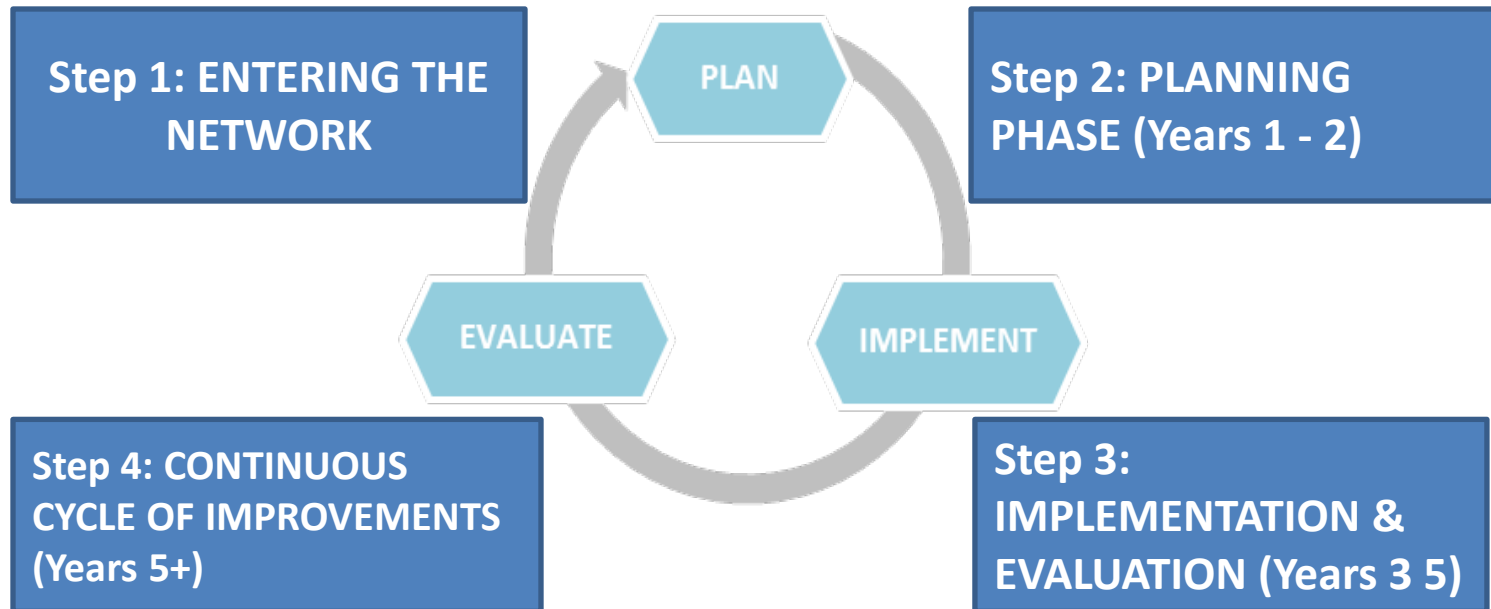 Step 1: ENTERING THE
NETWORK
PLAN
Step 2: PLANNING
PHASE (Years 1 - 2)
EVALUATE
IMPLEMENT
Step 4: CONTINUOUS
CYCLE OF IMPROVEMENTS
(Years 5+)
Step 3:
IMPLEMENTATION &
EVALUATION (Years 3 5)